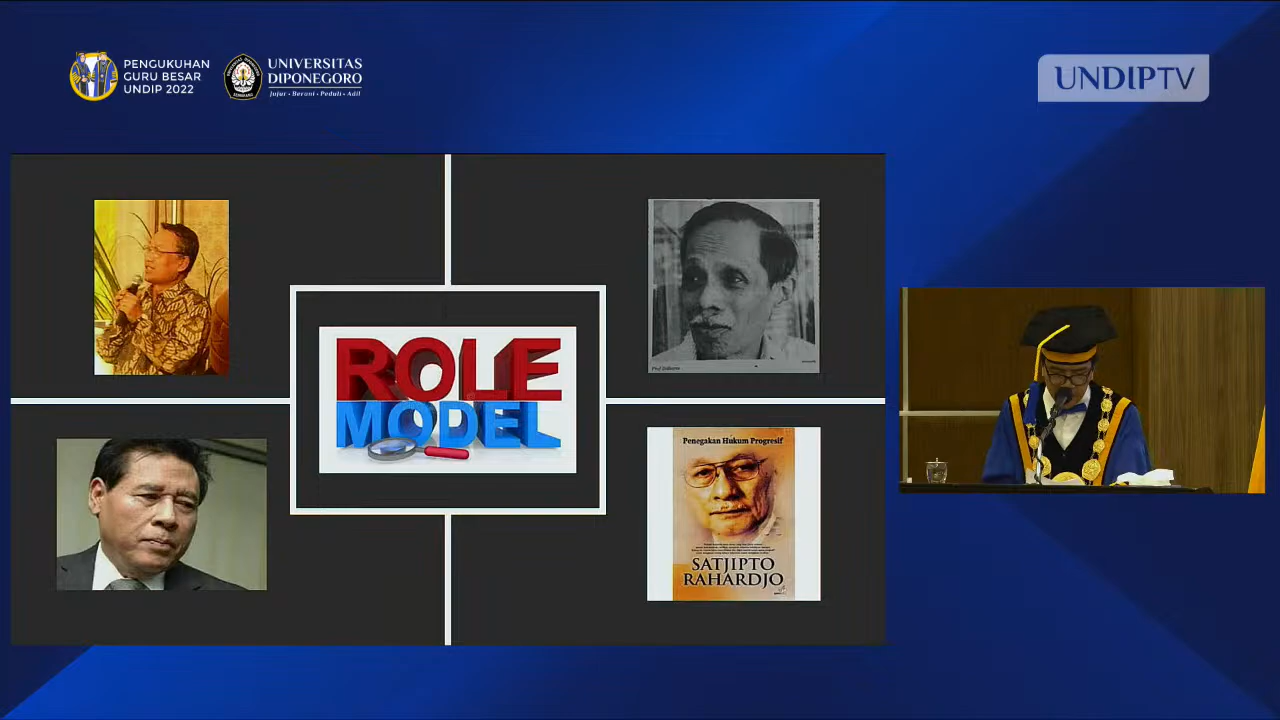 PENGUKUHAN
GURU BESAR
UNDIP 2022
UNIVERSITAS
DIPONEGORO
Jujur • Berani • Peduli • Adil
UNDIPTV
ROLE
MODEL
Penegakan Hukum Progresif
SATJIPTO
RAHARDJO